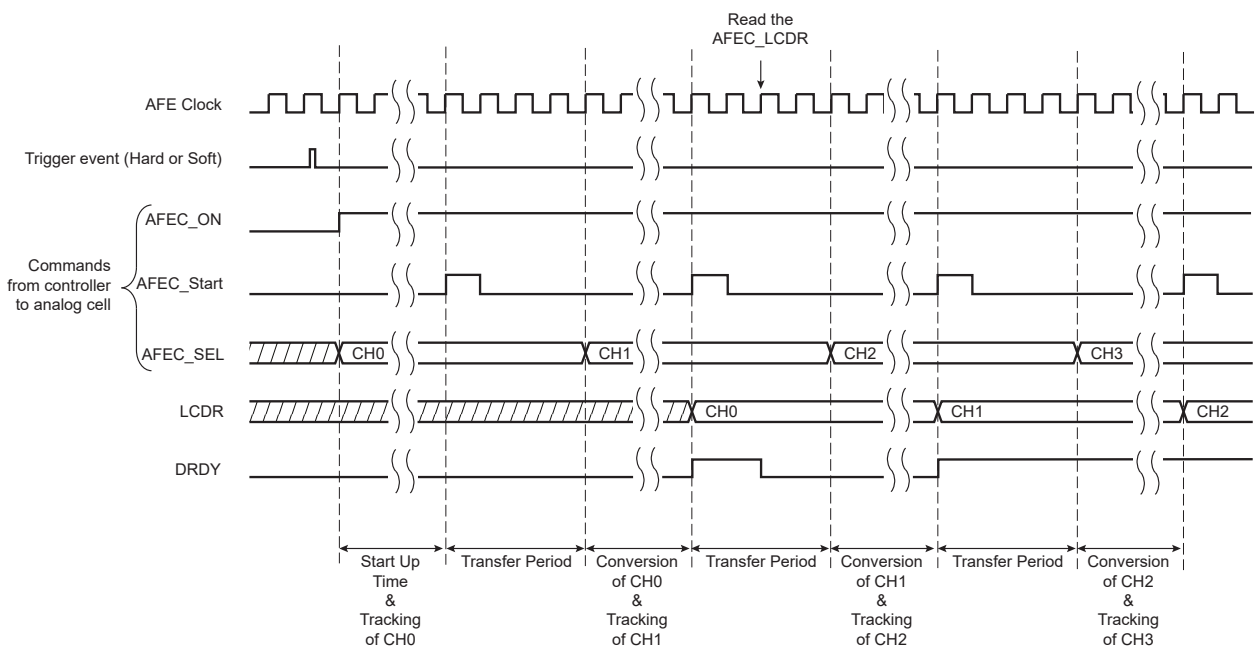 Read the
AFEC_LCDR
AFE Clock
Trigger event (Hard or Soft)
AFEC_ON
Commands
from controller
to analog cell
AFEC_Start
AFEC_SEL
CH0
CH1
CH2
CH3
LCDR
CH0
CH1
CH2
DRDY
Start Up
Time
&
Tracking
of CH0
Transfer Period
Conversion
of CH0
&
Tracking
of CH1
Transfer Period
Conversion
of CH1
&
Tracking
of CH2
Transfer Period
Conversion
of CH2
&
Tracking
of CH3